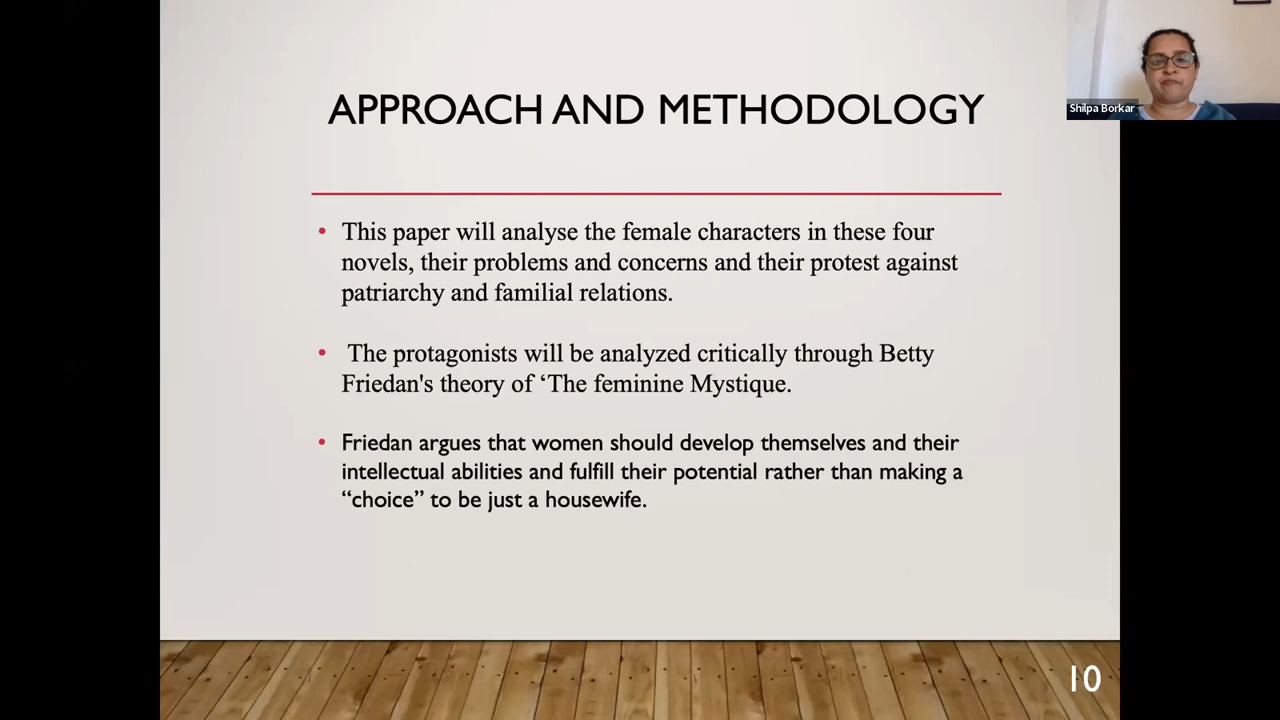 APPROACH AND METHODOLOGY
Shilpa Borkar
• This paper will analyse the female characters in these four
novels, their problems and concerns and their protest against
patriarchy and familial relations.
• The protagonists will be analyzed critically through Betty
Friedan's theory of ‘The feminine Mystique.
• Friedan argues that women should develop themselves and their
intellectual abilities and fulfill their potential rather than making a
“choice” to be just a housewife.
10